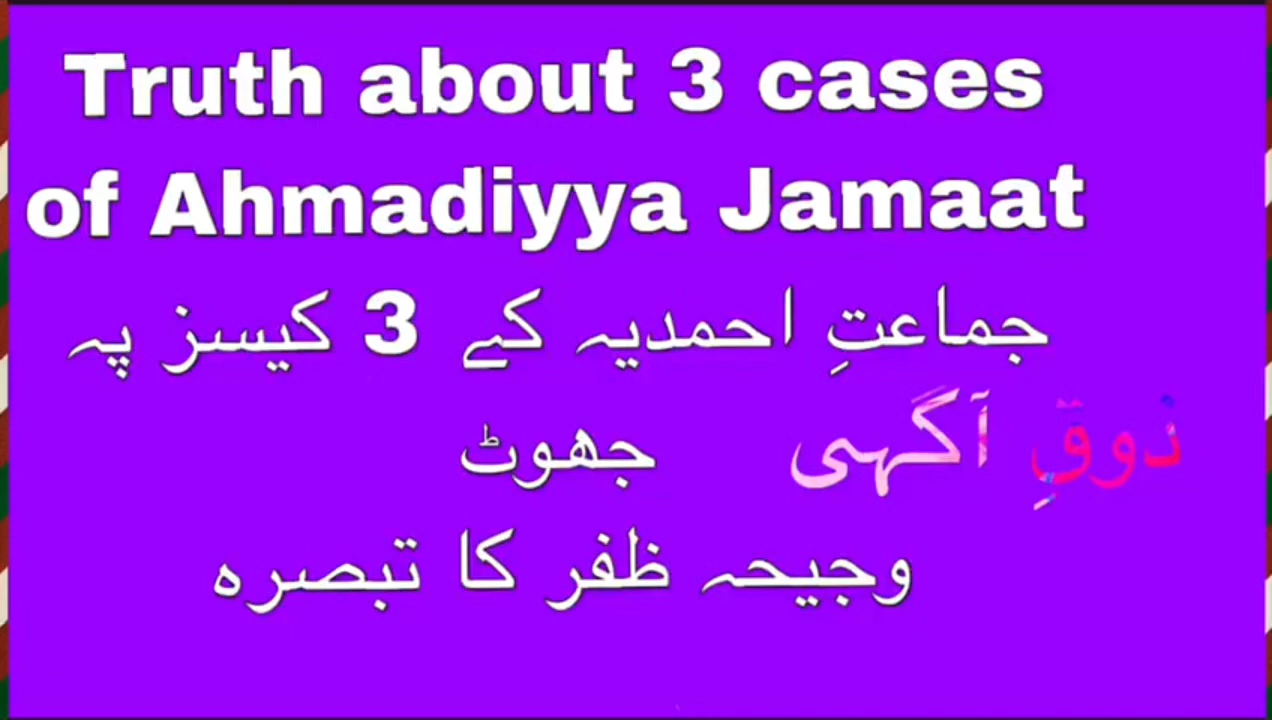 Truth about 3 cases
of Ahmadiyya Jamaat
جماعتِ احمدیہ کے 3 کیسز پہ
ذوقِ آگہی جھوٹ
وجیحہ ظفر کا تبصرہ